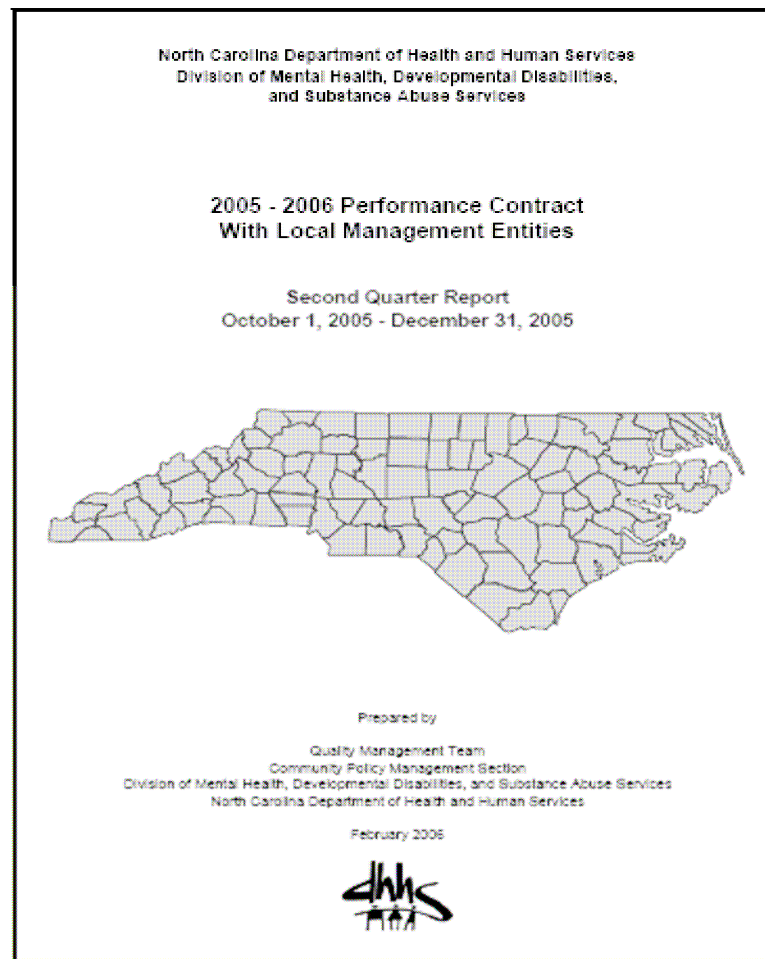 North Carolina Department of Health and Human Services
Division of Mental Health, Developmental Disabilities,
and Substance Abuse Services
2005 - 2006 Performance Contract
With Local Management Entities
Second Quarter Report
October 1, 2005 - December 31, 2005
Prepared by
Quality Management Team
Community Policy Management Section
Division of Mental Health, Developmental Disabilities, and Substance Abuse Services
North Carolina Department of Health and Human Services
February 2006
dhhs